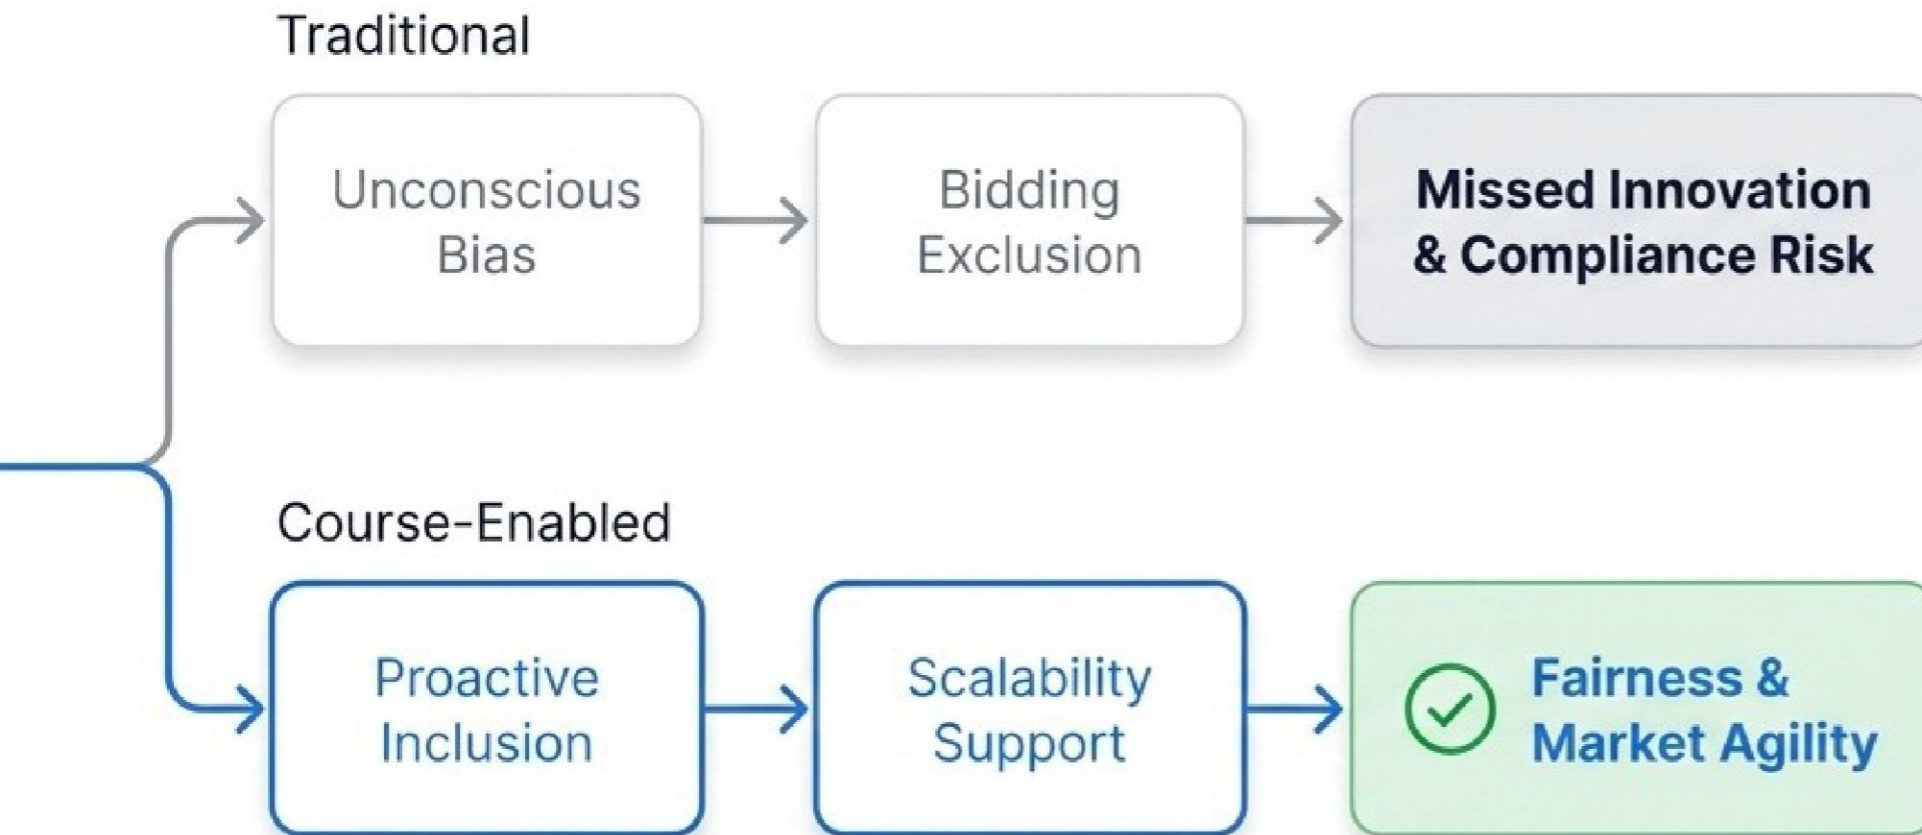 Traditional
Unconscious
Bias
Bidding
Exclusion
Missed Innovation
& Compliance Risk
Course-Enabled
Proactive
Inclusion
Scalability
Support
Fairness &
Market Agility